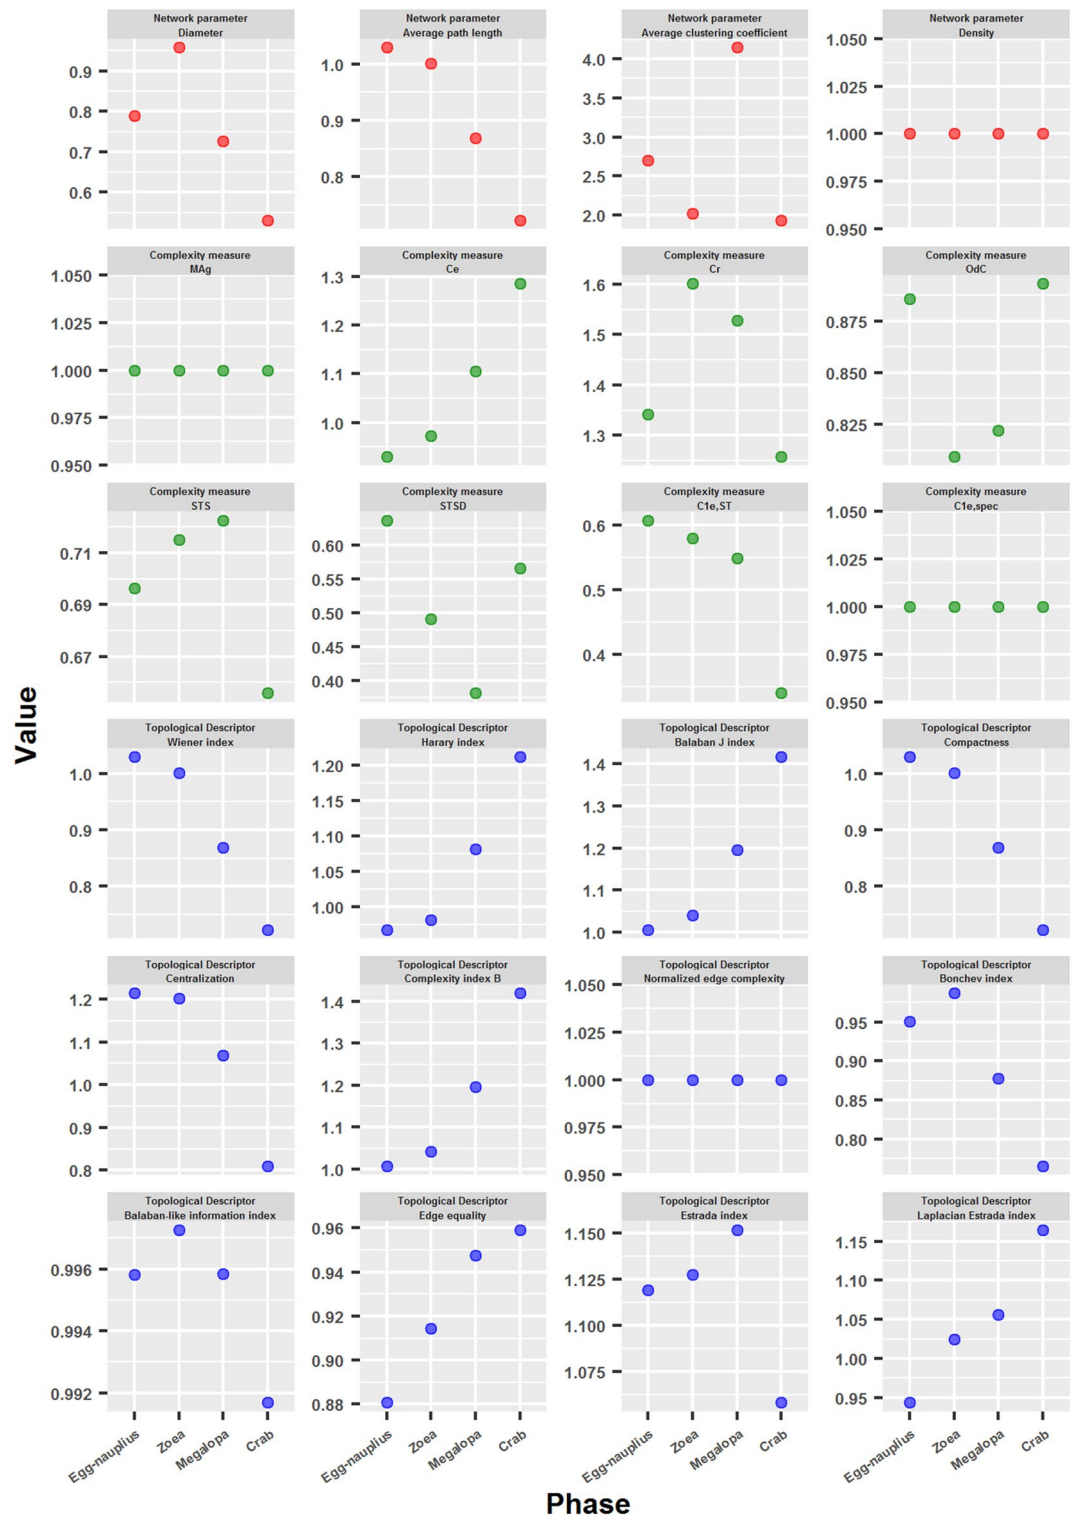 Network parameter
Diameter
Network parameter
Average path length
Network parameter
Average clustering coefficient
Network parameter
Density
0.9
0.8
0.7
0.6
1.0
0.9
0.8
4.0
3.5
3.0
2.5
2.0
1.050
1.025
1.000
0.975
0.950
Complexity measure
MAg
Complexity measure
Ce
Complexity measure
Cr
Complexity measure
OdC
1.050
1.025
1.000
0.975
0.950
1.3
1.2
1.1
1.0
1.6
1.5
1.4
1.3
0.875
0.850
0.825
Complexity measure
STS
Complexity measure
STSD
Complexity measure
C1e,ST
Complexity measure
C1e,spec
0.71
0.69
0.67
0.60
0.55
0.50
0.45
0.40
0.6
0.5
0.4
1.050
1.025
1.000
0.975
0.950
Topological Descriptor
Wiener index
Topological Descriptor
Harary index
Topological Descriptor
Balaban J index
Topological Descriptor
Compactness
1.0
0.9
0.8
1.20
1.15
1.10
1.05
1.00
1.4
1.3
1.2
1.1
1.0
1.0
0.9
0.8
Topological Descriptor
Centralization
Topological Descriptor
Complexity index B
Topological Descriptor
Normalized edge complexity
Topological Descriptor
Bonchev index
1.2
1.1
1.0
0.9
0.8
1.4
1.3
1.2
1.1
1.0
1.050
1.025
1.000
0.975
0.950
0.95
0.90
0.85
0.80
Topological Descriptor
Balaban-like information index
Topological Descriptor
Edge equality
Topological Descriptor
Estrada index
Topological Descriptor
Laplacian Estrada index
0.996
0.994
0.992
0.96
0.94
0.92
0.90
0.88
1.150
1.125
1.100
1.075
1.15
1.10
1.05
1.00
0.95
Egg-nauplius
Zoea
Megalopa
Crab
Egg-nauplius
Zoea
Megalopa
Crab
Egg-nauplius
Zoea
Megalopa
Crab
Egg-nauplius
Zoea
Megalopa
Crab
Value
Phase